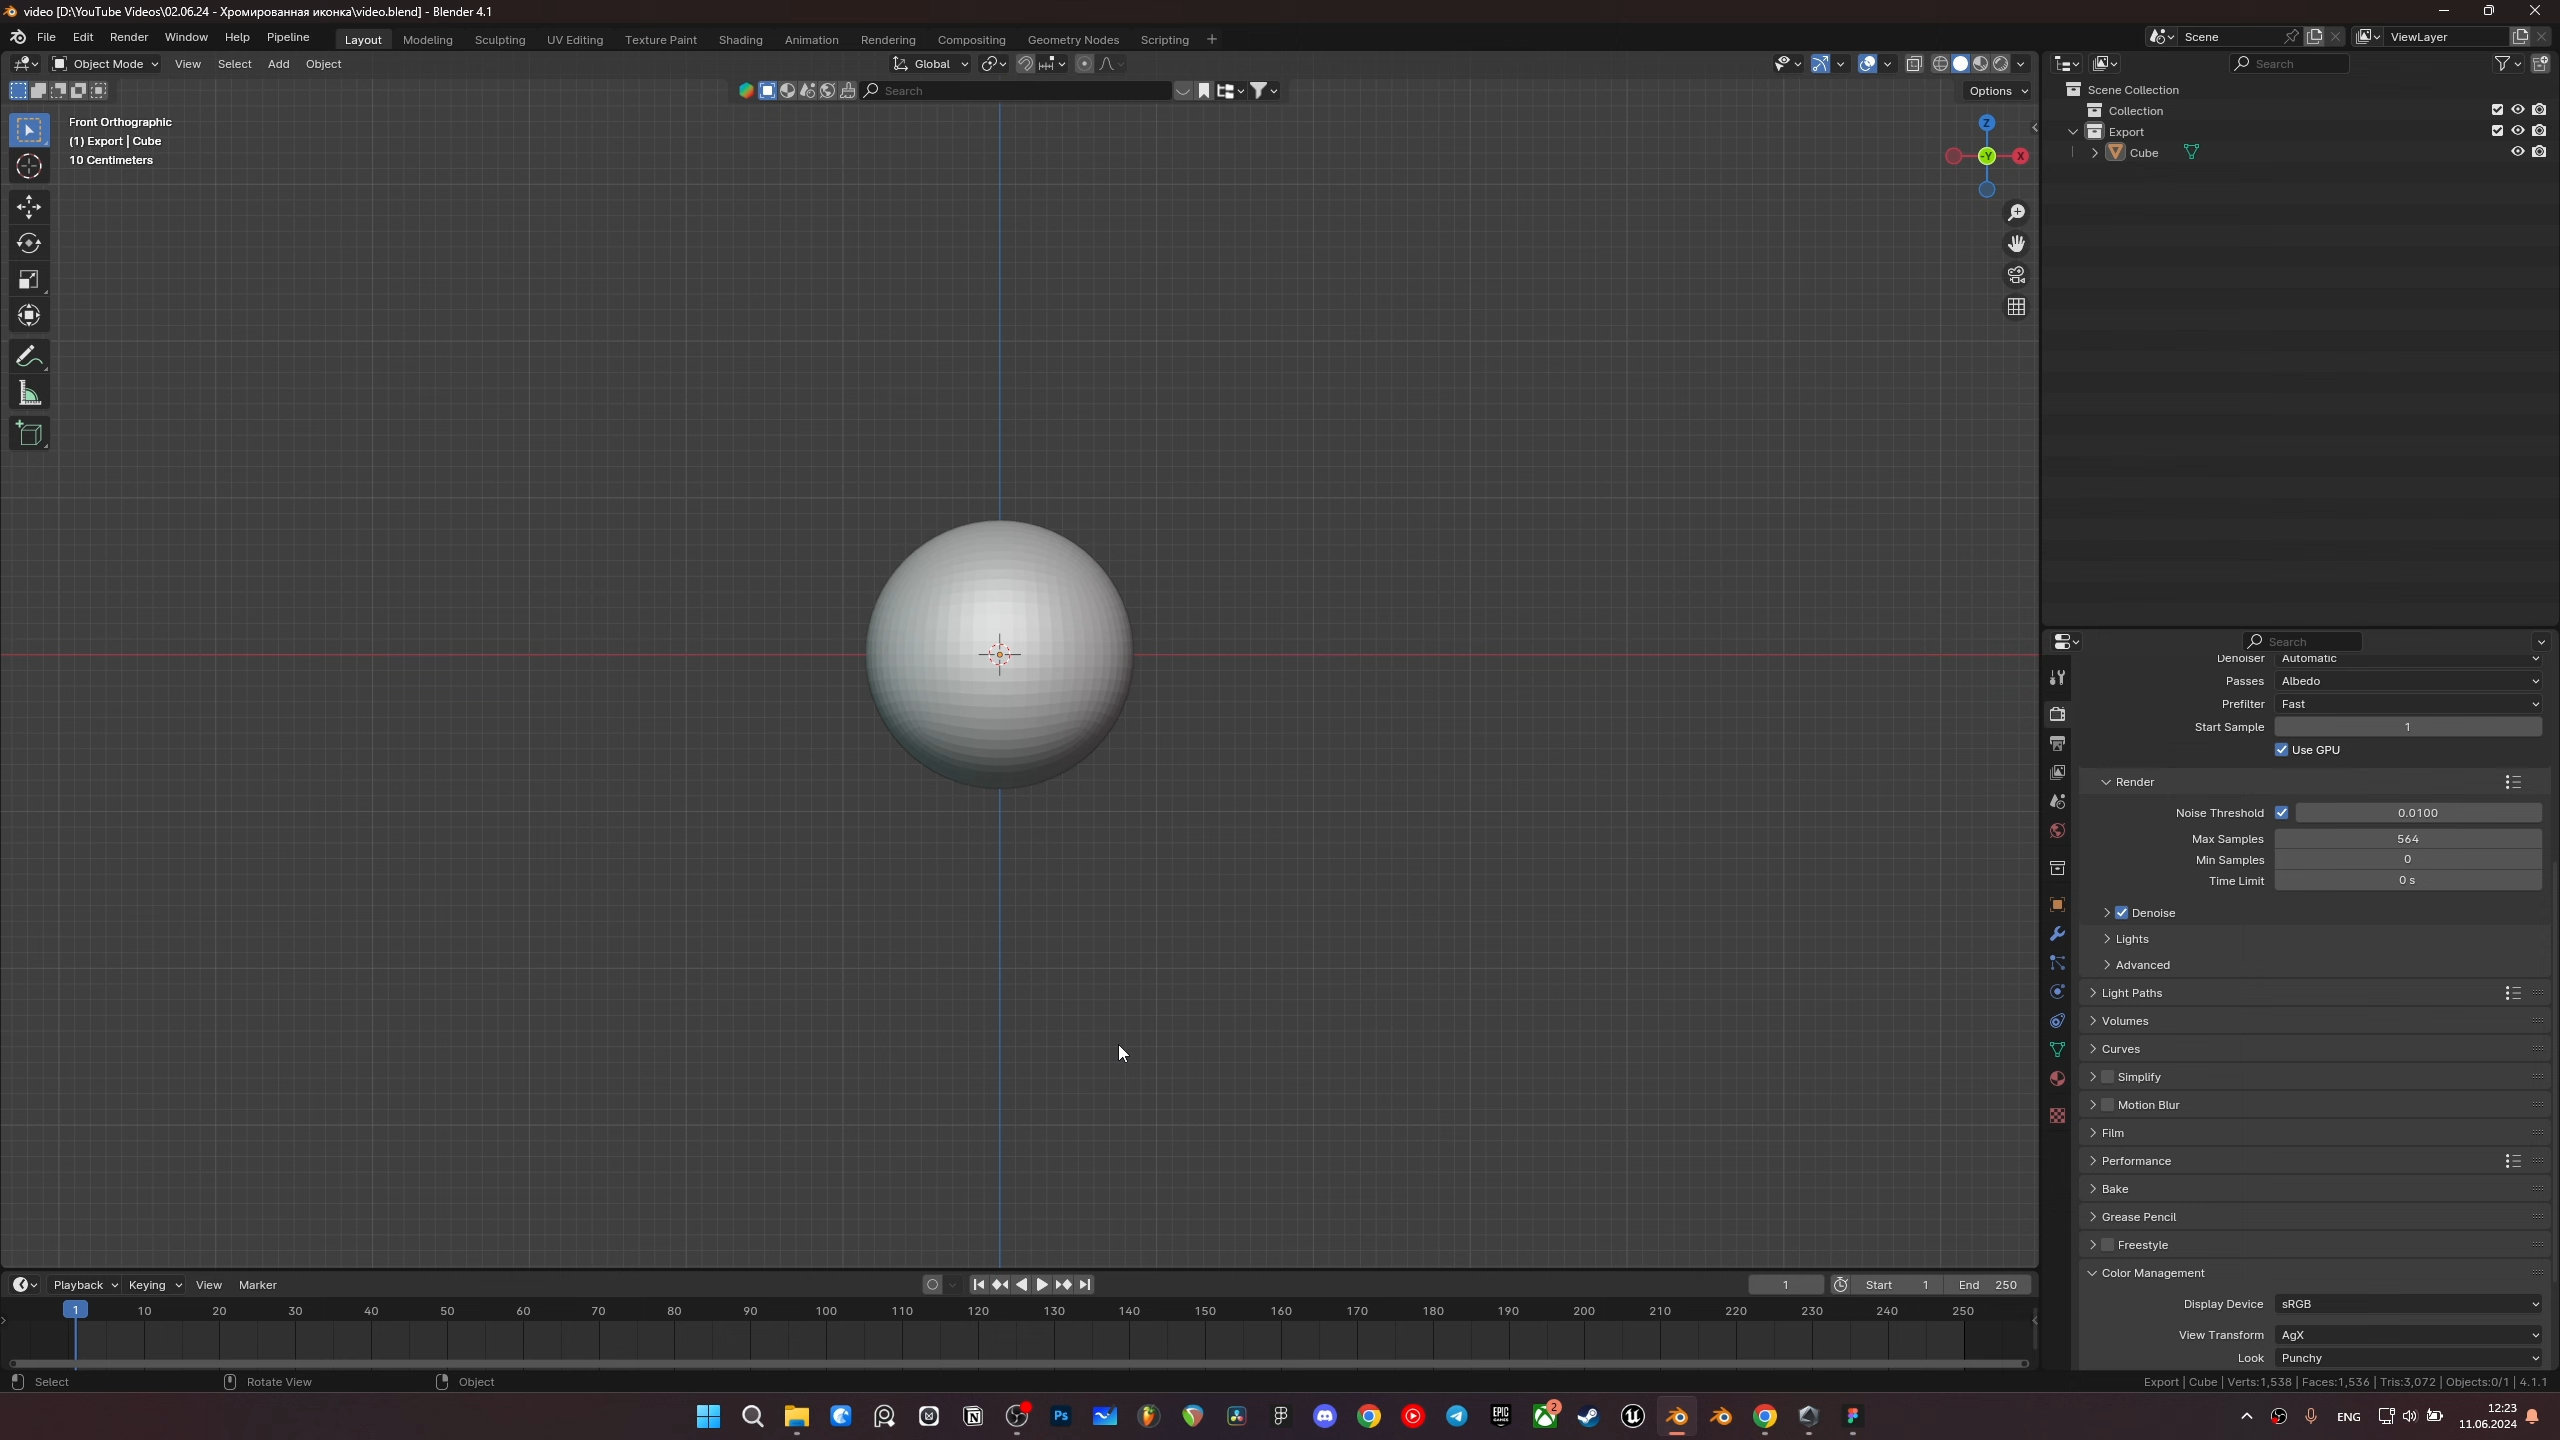 video [D:\YouTube Videos\02.06.24 - Хромированная иконка\video.blend] - Blender 4.1
File Edit Render Window Help Pipeline Layout Modeling Sculpting UV Editing Texture Paint Shading Animation Rendering Compositing Geometry Nodes Scripting + Scene ViewLayer
Object Mode View Select Add Object Global Search
Search Options
Scene Collection
Collection
Export
Cube
Front Orthographic
(1) Export | Cube
10 Centimeters
Z
-Y X
Search
Denoiser Automatic
Passes Albedo
Prefilter Fast
Start Sample 1
Use GPU
Render
Noise Threshold 0.0100
Max Samples 564
Min Samples 0
Time Limit 0 s
Denoise
Lights
Advanced
Light Paths
Volumes
Curves
Simplify
Motion Blur
Film
Performance
Bake
Grease Pencil
Freestyle
Color Management
Display Device sRGB
View Transform AgX
Look Punchy
Playback Keying View Marker 1 Start 1 End 250
1 10 20 30 40 50 60 70 80 90 100 110 120 130 140 150 160 170 180 190 200 210 220 230 240 250
Select Rotate View Object Export | Cube | Verts:1,538 | Faces:1,536 | Tris:3,072 | Objects:0/1 | 4.1.1
Ps EPIC GAMES 2 ENG 12:23
11.06.2024